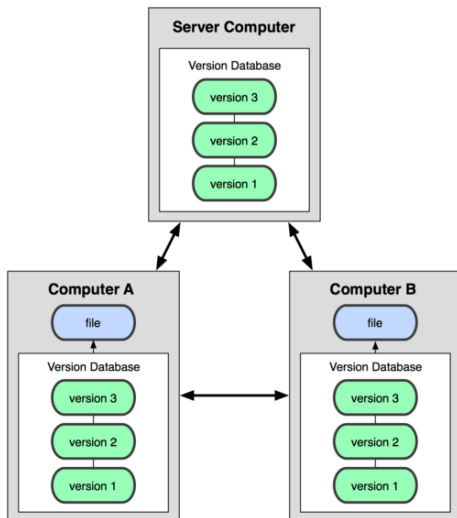 Server Computer
Version Database
version 3
version 2
version 1
Computer A
file
Version Database
version 3
version 2
version 1
Computer B
file
Version Database
version 3
version 2
version 1